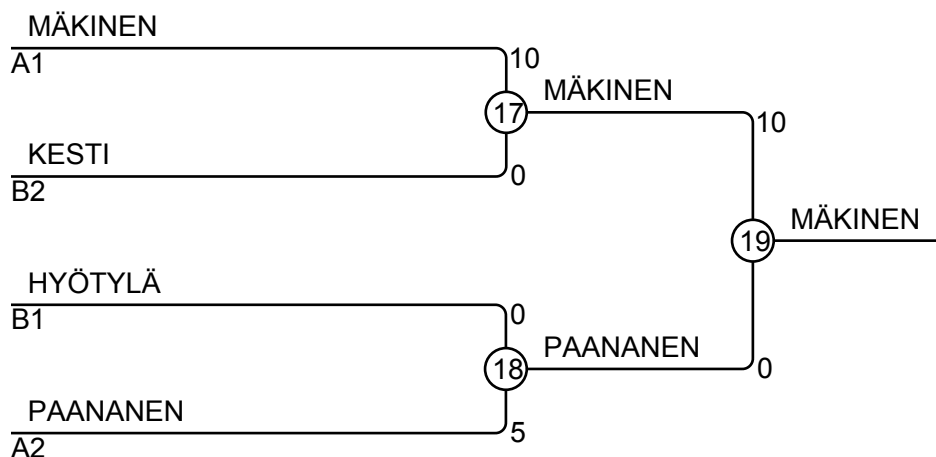 MÄKINEN
A1
10
17
MÄKINEN
10
KESTI
B2
0
19
MÄKINEN
HYÖTYLÄ
B1
0
18
PAANANEN
0
PAANANEN
A2
5